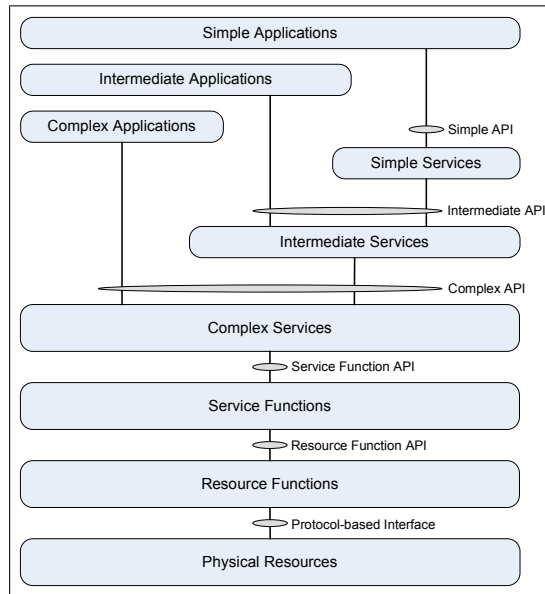 Simple Applications
Intermediate Applications
Complex Applications
Simple API
Simple Services
Intermediate API
Intermediate Services
Complex API
Complex Services
Service Function API
Service Functions
Resource Function API
Resource Functions
Protocol-based Interface
Physical Resources